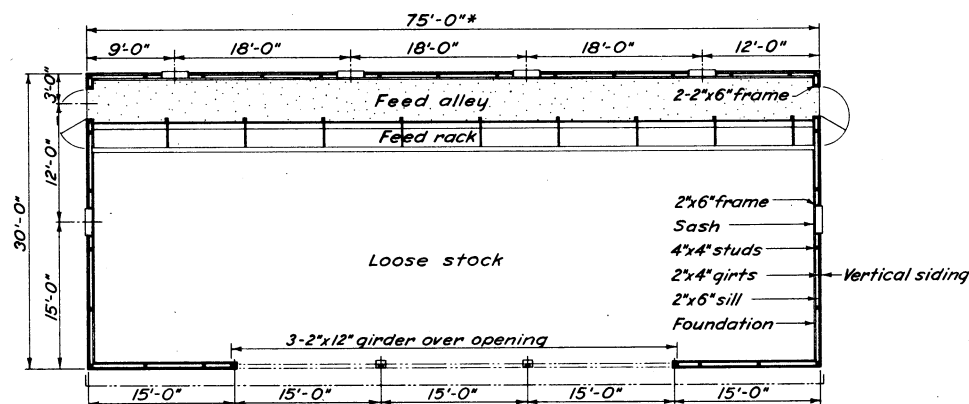 75'-0"*
9'-0"
18'-0"
18'-0"
18'-0"
12'-0"
3'-0"
Feed alley
2-2"x6" frame
Feed rack
12'-0"
30'-0"
2"x6" frame
Sash
4"x4" studs
Loose stock
2"x4" girts
Vertical siding
2"x6" sill
15'-0"
Foundation
3-2"x12" girder over opening
15'-0"
15'-0"
15'-0"
15'-0"
15'-0"